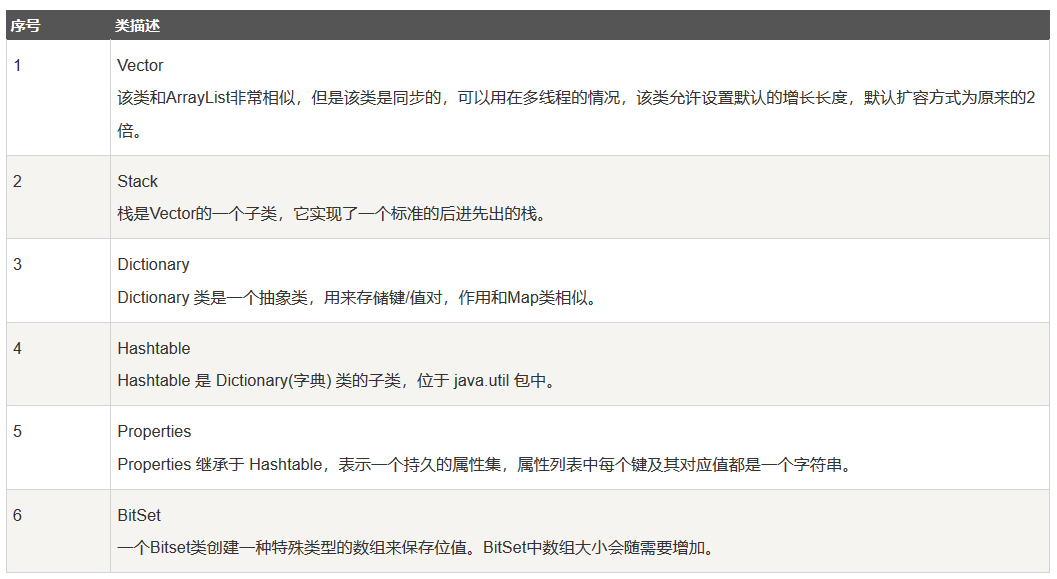 序号 类描述
1 Vector
该类和ArrayList非常相似，但是该类是同步的，可以用在多线程的情况，该类允许设置默认的增长长度，默认扩容方式为原来的2
倍。
2 Stack
栈是Vector的一个子类，它实现了一个标准的后进先出的栈。
3 Dictionary
Dictionary 类是一个抽象类，用来存储键/值对，作用和Map类相似。
4 Hashtable
Hashtable 是 Dictionary(字典) 类的子类，位于 java.util 包中。
5 Properties
Properties 继承于 Hashtable，表示一个持久的属性集，属性列表中每个键及其对应值都是一个字符串。
6 BitSet
一个Bitset类创建一种特殊类型的数组来保存位值。BitSet中数组大小会随需要增加。